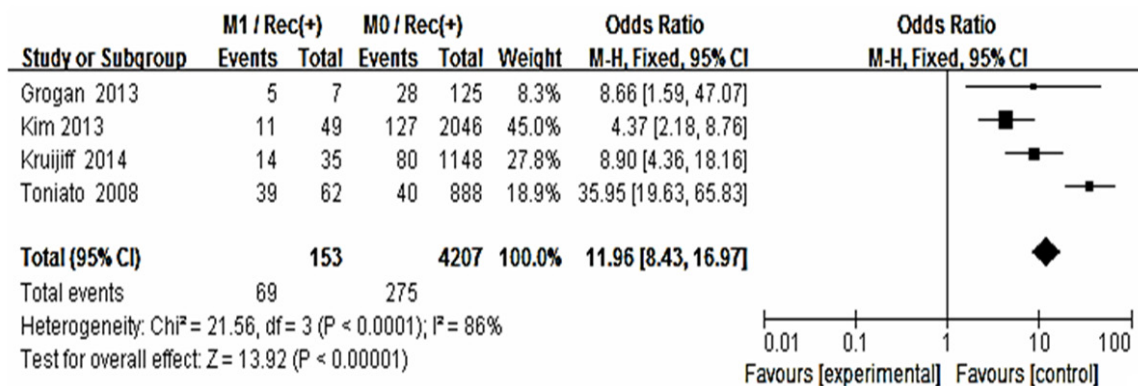 M1 / Rec(+) M0 / Rec(+) Odds Ratio Odds Ratio
Study or Subgroup Events Total Events Total Weight M-H, Fixed, 95% CI M-H, Fixed, 95% CI
Grogan 2013 5 7 28 125 8.3% 8.66 [1.59, 47.07]
Kim 2013 11 49 127 2046 45.0% 4.37 [2.18, 8.76]
Kruijiff 2014 14 35 80 1148 27.8% 8.90 [4.36, 18.16]
Toniato 2008 39 62 40 888 18.9% 35.95 [19.63, 65.83]
Total (95% CI) 153 4207 100.0% 11.96 [8.43, 16.97]
Total events 69 275
Heterogeneity: Chi² = 21.56, df = 3 (P < 0.0001); I² = 86%
Test for overall effect: Z = 13.92 (P < 0.00001)
0.01 0.1 1 10 100
Favours [experimental] Favours [control]